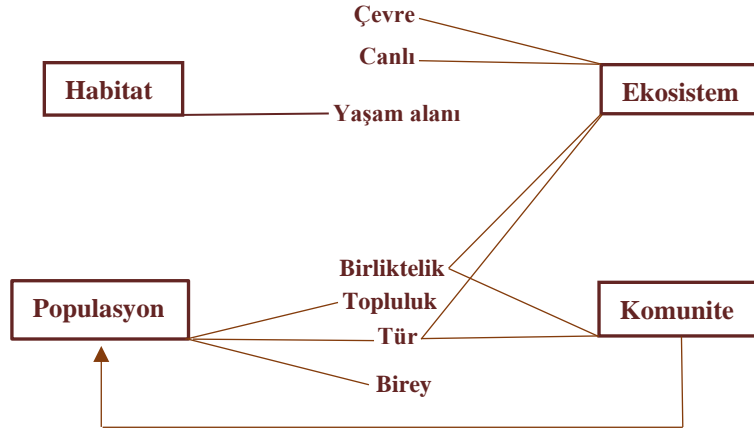 Çevre
Canlı
Habitat
Ekosistem
Yaşam alanı
Birliktelik
Populasyon
Topluluk
Komunite
Tür
Birey